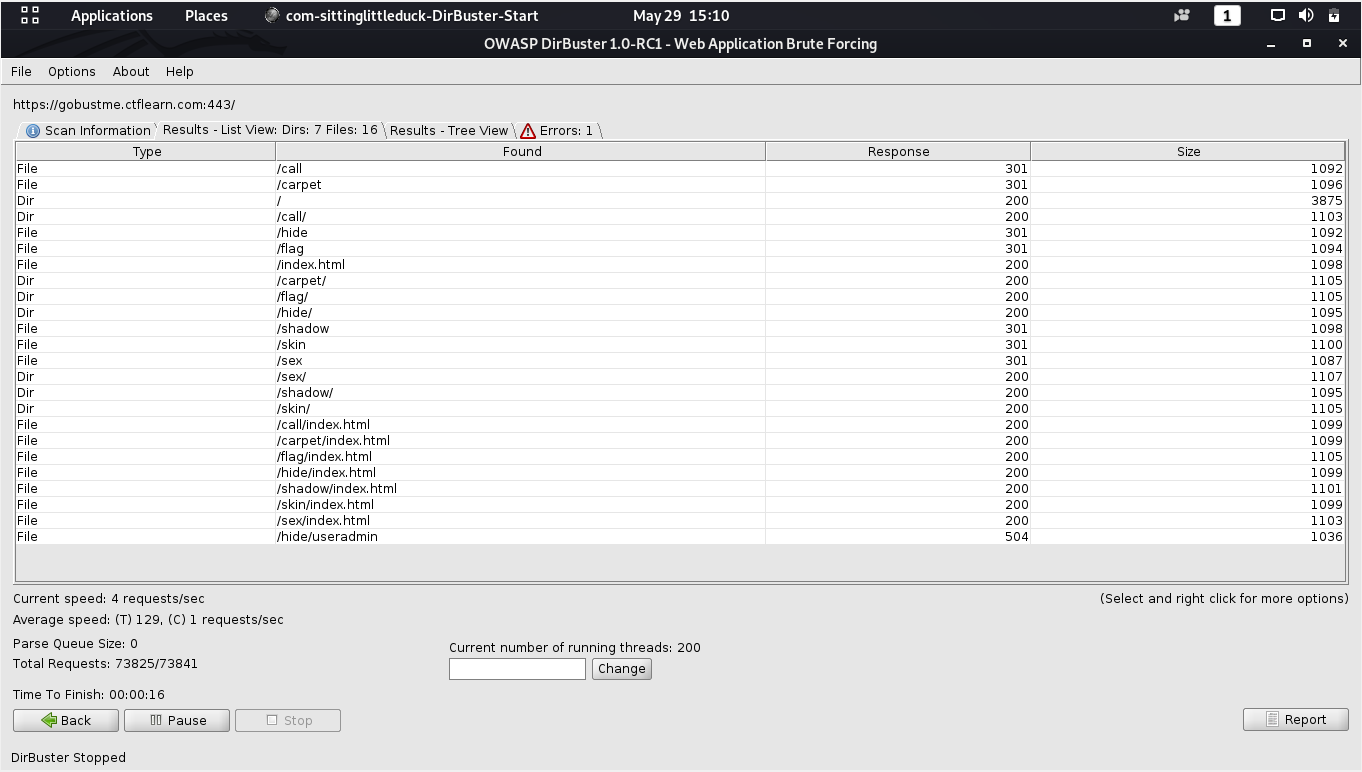 Applications Places com-sittinglittleduck-DirBuster-Start May 29 15:10 1
OWASP DirBuster 1.0-RC1 - Web Application Brute Forcing
File Options About Help
https://gobustme.ctflearn.com:443/
Scan Information Results - List View: Dirs: 7 Files: 16 Results - Tree View Errors: 1
Type Found Response Size
File /call 301 1092
File /carpet 301 1096
Dir / 200 3875
Dir /call/ 200 1103
File /hide 301 1092
File /flag 301 1094
File /index.html 200 1098
Dir /carpet/ 200 1105
Dir /flag/ 200 1105
Dir /hide/ 200 1095
File /shadow 301 1098
File /skin 301 1100
File /sex 301 1087
Dir /sex/ 200 1107
Dir /shadow/ 200 1095
Dir /skin/ 200 1105
File /call/index.html 200 1099
File /carpet/index.html 200 1099
File /flag/index.html 200 1105
File /hide/index.html 200 1099
File /shadow/index.html 200 1101
File /skin/index.html 200 1099
File /sex/index.html 200 1103
File /hide/useradmin 504 1036
Current speed: 4 requests/sec (Select and right click for more options)
Average speed: (T) 129, (C) 1 requests/sec
Parse Queue Size: 0 Current number of running threads: 200
Total Requests: 73825/73841 Change
Time To Finish: 00:00:16
Back Pause Stop Report
DirBuster Stopped